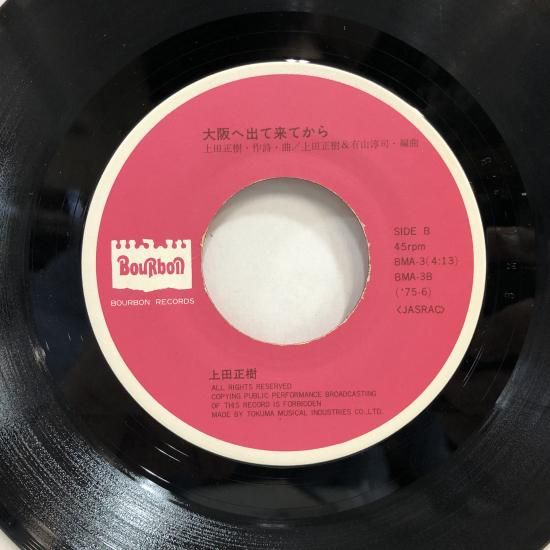 大阪へ出て来てから
上田正樹・作詩・曲／上田正樹&有山淳司・編曲
SIDE B
45rpm
BMA-3(4:13)
BMA-3B
('75-6)
<JASRAC>
BouRbon
BOURBON RECORDS
上田正樹
ALL RIGHTS RESERVED
COPYING PUBLIC PERFORMANCE BROADCASTING
OF THIS RECORD IS FORBIDDEN
MADE BY TOKUMA MUSICAL INDUSTRIES CO.,LTD.